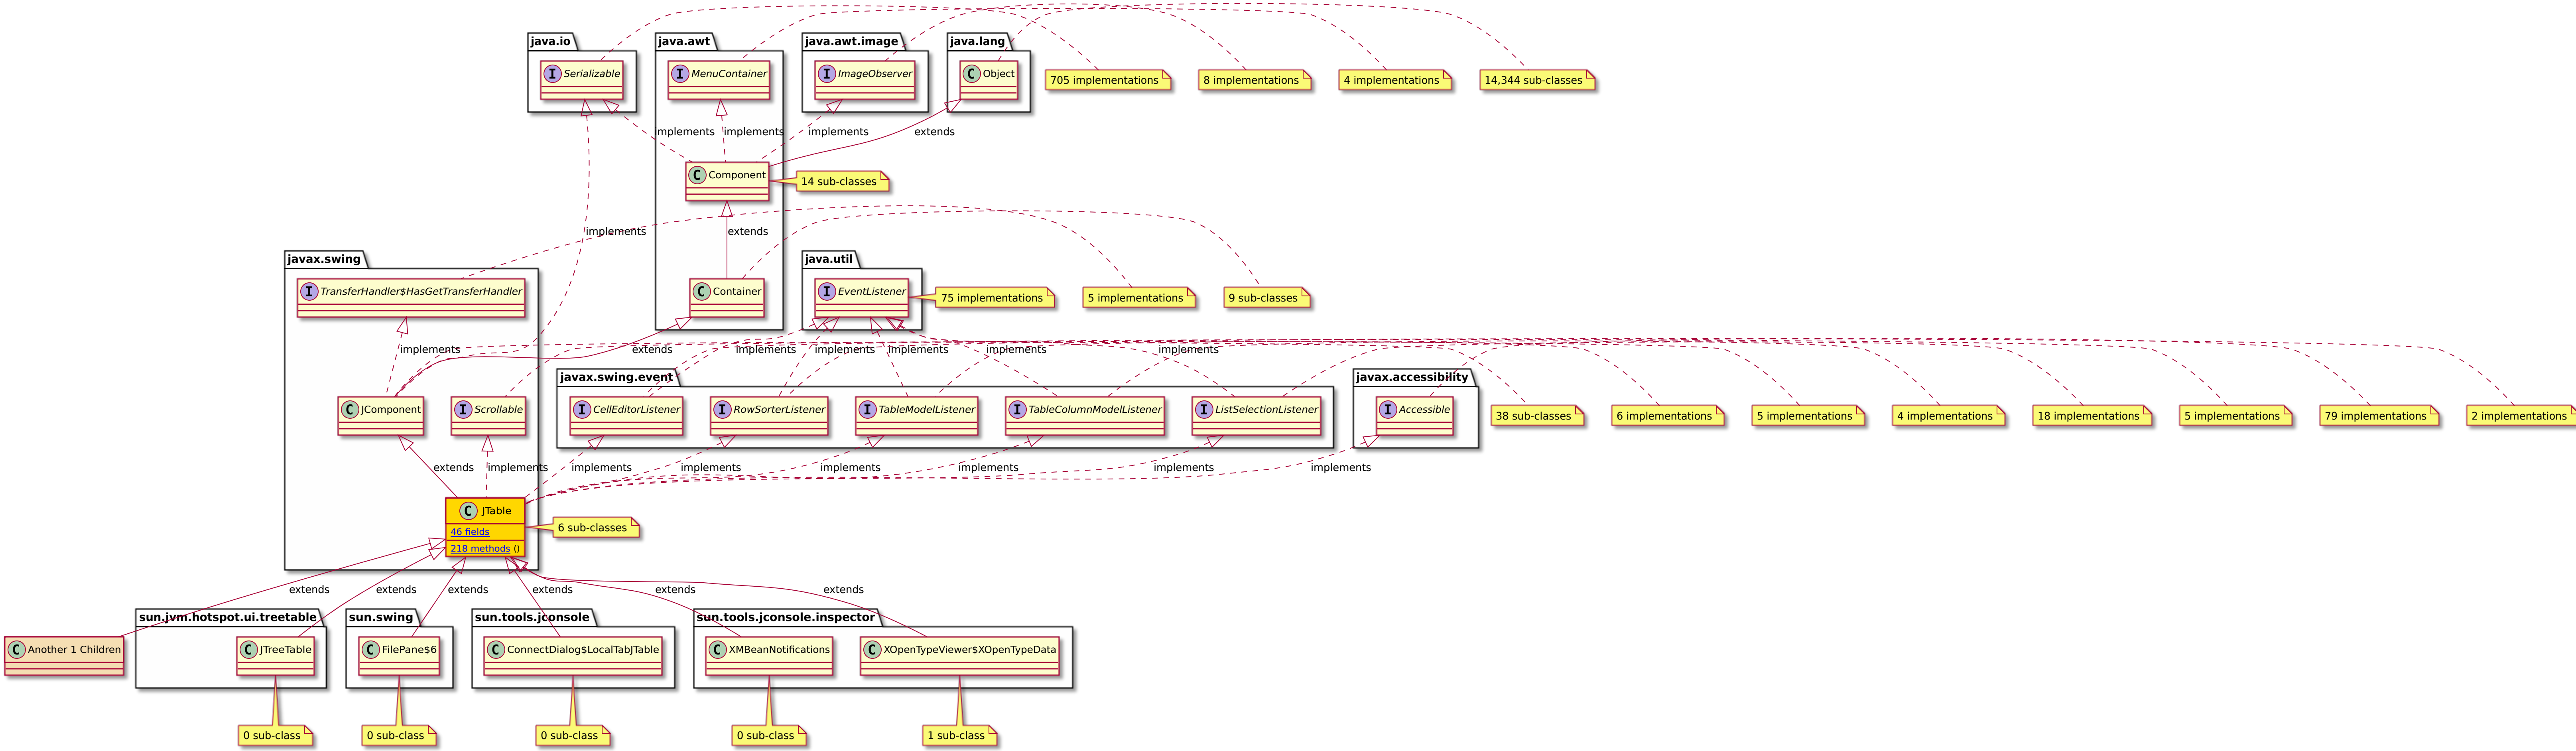 java.io
java.awt
java.awt.image
java.lang
I Serializable
I MenuContainer
I ImageObserver
C Object
705 implementations
8 implementations
4 implementations
14,344 sub-classes
implements
implements
implements
extends
C Component
14 sub-classes
implements
extends
javax.swing
java.util
I TransferHandler$HasGetTransferHandler
C Container
I EventListener
75 implementations
5 implementations
9 sub-classes
implements
extends
implements
implements
implements
implements
implements
javax.swing.event
javax.accessibility
C JComponent
I Scrollable
I CellEditorListener
I RowSorterListener
I TableModelListener
I TableColumnModelListener
I ListSelectionListener
I Accessible
38 sub-classes
6 implementations
5 implementations
4 implementations
18 implementations
5 implementations
79 implementations
2 implementations
extends
implements
implements
implements
implements
implements
implements
implements
C JTable
46 fields
218 methods ()
6 sub-classes
extends
extends
extends
extends
extends
extends
sun.jvm.hotspot.ui.treetable
sun.swing
sun.tools.jconsole
sun.tools.jconsole.inspector
C Another 1 Children
C JTreeTable
C FilePane$6
C ConnectDialog$LocalTabJTable
C XMBeanNotifications
C XOpenTypeViewer$XOpenTypeData
0 sub-class
0 sub-class
0 sub-class
0 sub-class
1 sub-class